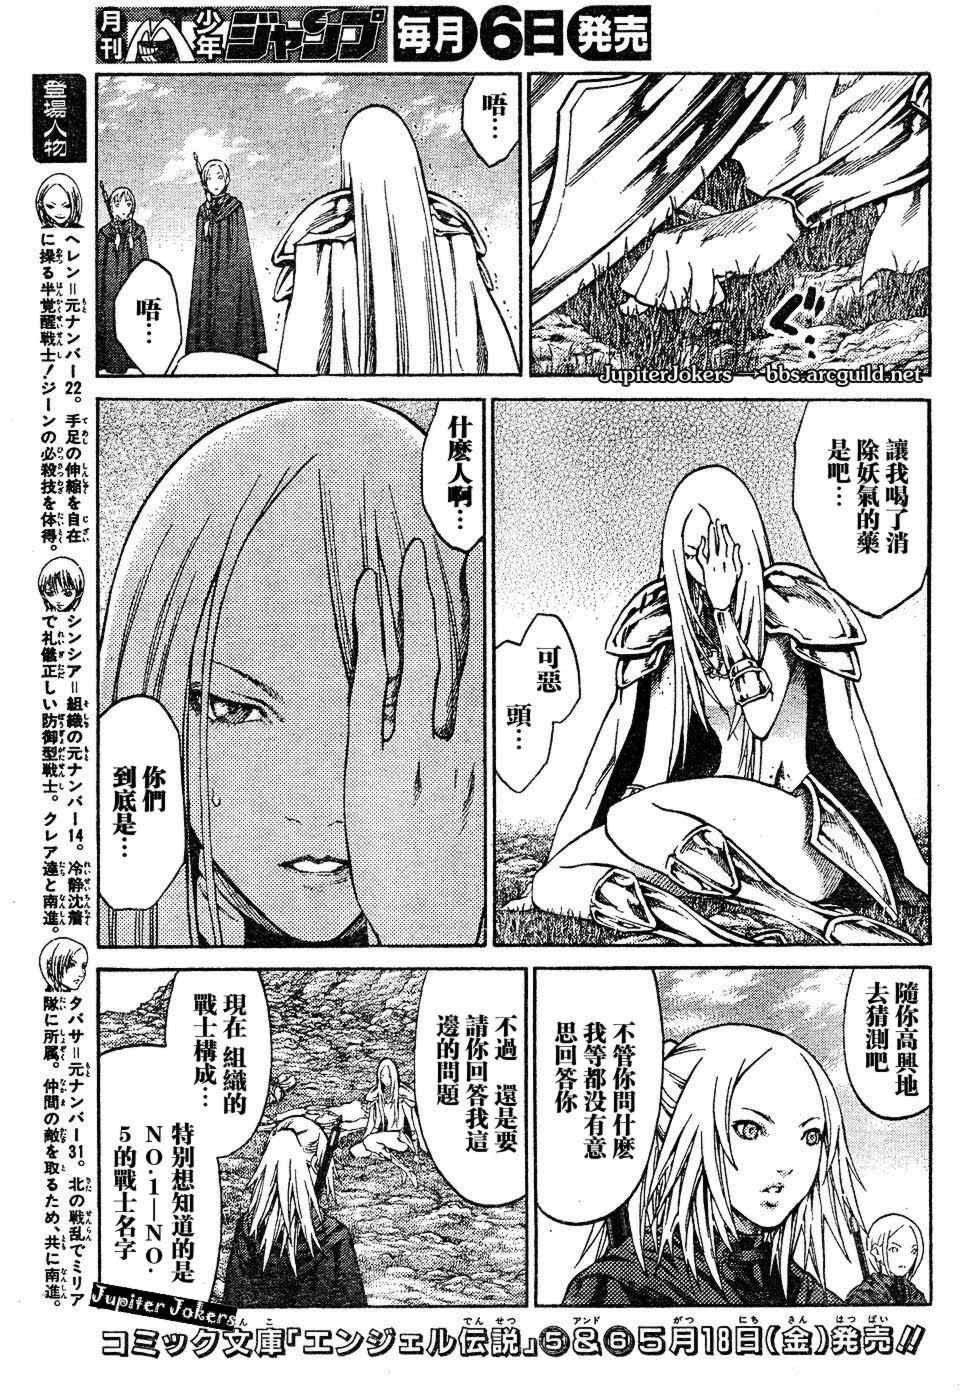 月刊
少年
ジャンプ
毎月6日発売
登場人物
ヘレン=元ナンバー22。手足の伸縮を自在
に操る半覚醒戦士!ジーンの必殺技を体得。
シンシア=組織の元ナンバー14。冷静沈着
で礼儀正しい防御型戦士。クレア達と南進。
タバサ=元ナンバー31。北の戦乱でミリア
隊に所属。仲間の敵を取るため、共に南進。
ぐ…
JupiterJokers → bbs.arcguild.net
唔…
唔…
讓我喝了消
除妖氣的藥
是吧…
可惡
頭…
什麼人啊…
你們
到底是…
隨你高興地
去猜測吧
不管你問什麼
我等都没有意
思回答你
不過 還是要
請你回答我這
邊的問題
現在 組織的
戰士構成…
特別想知道的是
NO.1—NO.
5的戰士名字
Jupiter Jokers
コミック文庫「エンジェル伝説」⑤&⑥5月18日(金)発売!!